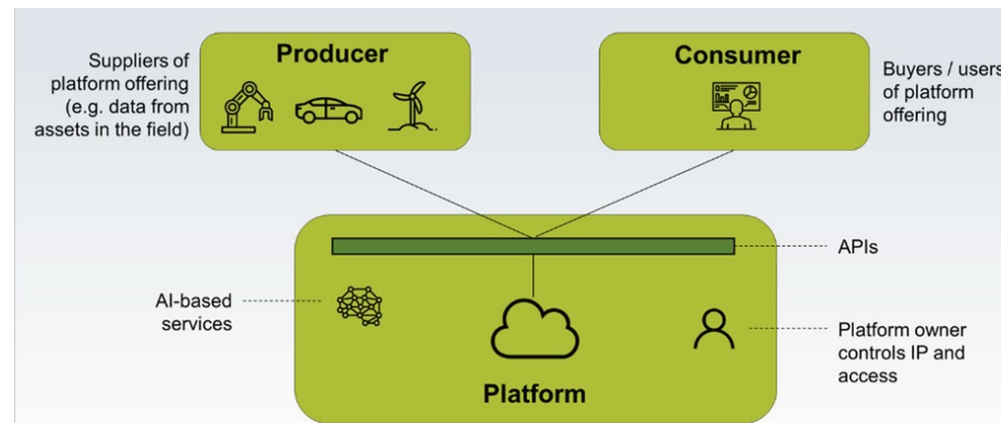 Suppliers of
platform offering
(e.g. data from
assets in the field)
Producer
Consumer
Buyers / users
of platform
offering
APIs
AI-based
services
Platform owner
controls IP and
access
Platform